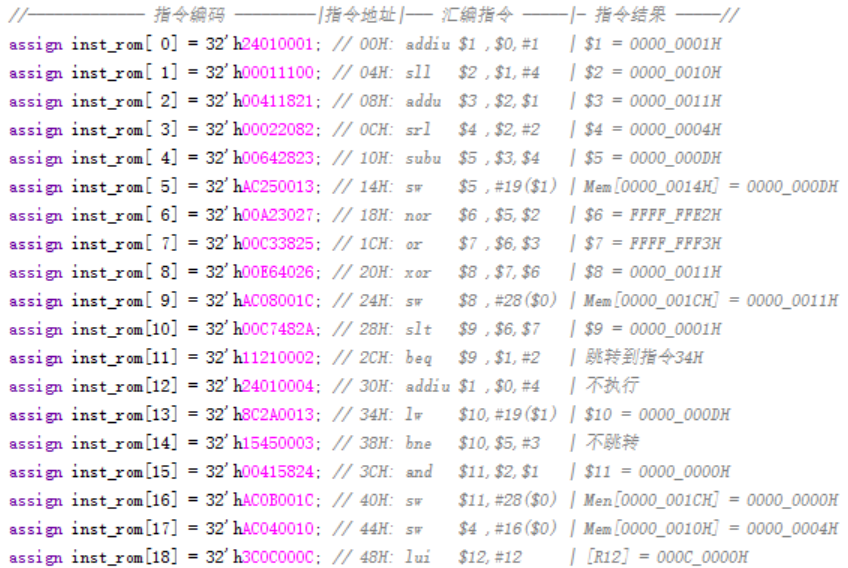 //———————— 指令编码 ————————|指令地址|—— 汇编指令 ————|- 指令结果 ————//
assign inst_rom[ 0] = 32'h24010001; // 00H: addiu $1 ,$0,#1 | $1 = 0000_0001H
assign inst_rom[ 1] = 32'h00011100; // 04H: sll $2 ,$1,#4 | $2 = 0000_0010H
assign inst_rom[ 2] = 32'h00411821; // 08H: addu $3 ,$2,$1 | $3 = 0000_0011H
assign inst_rom[ 3] = 32'h00022082; // 0CH: srl $4 ,$2,#2 | $4 = 0000_0004H
assign inst_rom[ 4] = 32'h00642823; // 10H: subu $5 ,$3,$4 | $5 = 0000_000DH
assign inst_rom[ 5] = 32'hAC250013; // 14H: sw $5 ,#19($1) | Mem[0000_0014H] = 0000_000DH
assign inst_rom[ 6] = 32'h00A23027; // 18H: nor $6 ,$5,$2 | $6 = FFFF_FFE2H
assign inst_rom[ 7] = 32'h00C33825; // 1CH: or $7 ,$6,$3 | $7 = FFFF_FFF3H
assign inst_rom[ 8] = 32'h00E64026; // 20H: xor $8 ,$7,$6 | $8 = 0000_0011H
assign inst_rom[ 9] = 32'hAC08001C; // 24H: sw $8 ,#28($0) | Mem[0000_001CH] = 0000_0011H
assign inst_rom[10] = 32'h00C7482A; // 28H: slt $9 ,$6,$7 | $9 = 0000_0001H
assign inst_rom[11] = 32'h11210002; // 2CH: beq $9 ,$1,#2 | 跳转到指令34H
assign inst_rom[12] = 32'h24010004; // 30H: addiu $1 ,$0,#4 | 不执行
assign inst_rom[13] = 32'h8C2A0013; // 34H: lw $10,#19($1) | $10 = 0000_000DH
assign inst_rom[14] = 32'h15450003; // 38H: bne $10,$5,#3 | 不跳转
assign inst_rom[15] = 32'h00415824; // 3CH: and $11,$2,$1 | $11 = 0000_0000H
assign inst_rom[16] = 32'hAC0B001C; // 40H: sw $11,#28($0) | Men[0000_001CH] = 0000_0000H
assign inst_rom[17] = 32'hAC040010; // 44H: sw $4 ,#16($0) | Mem[0000_0010H] = 0000_0004H
assign inst_rom[18] = 32'h3C0C000C; // 48H: lui $12,#12 | [R12] = 000C_0000H